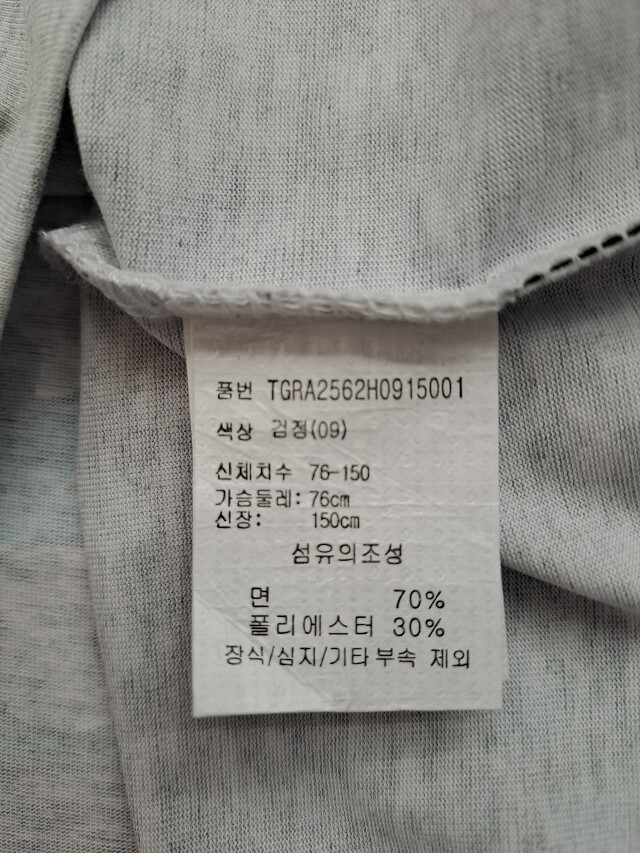 품번 TGRA2562H0915001
색상 검정(09)
신체치수 76-150
가슴둘레: 76cm
신장: 150cm
섬유의조성
면 70%
폴리에스터 30%
장식/심지/기타부속 제외